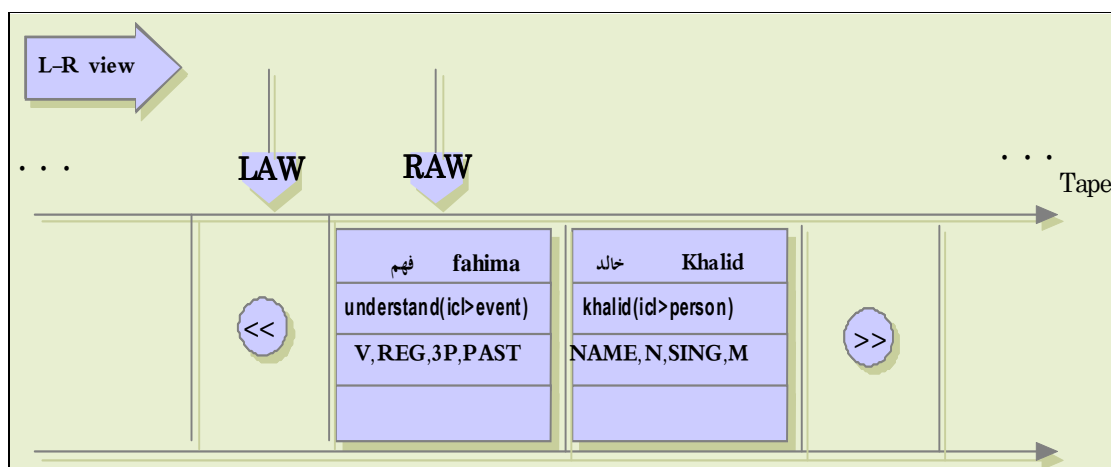 L-R view
. . .
LAW
RAW
. . .
Tape
<<
فهم fahima
understand(icl>event)
V,REG,3P,PAST
خالد Khalid
khalid(icl>person)
NAME,N,SING,M
>>